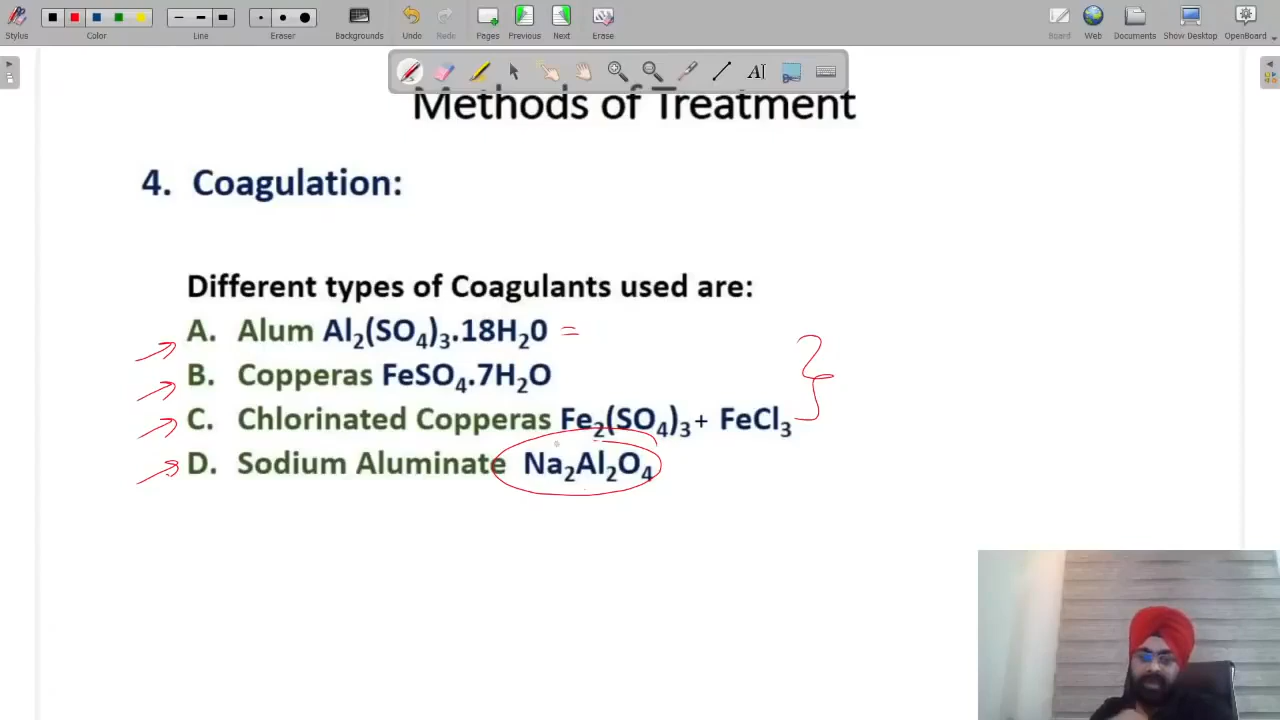 Stylus
Color
Line
Eraser
Backgrounds
Undo
Redo
Pages
Previous
Next
Erase
Board
Web
Documents
Show Desktop
OpenBoard
Methods of Treatment
4. Coagulation:
Different types of Coagulants used are:
A. Alum Al₂(SO₄)₃.18H₂0 =
B. Copperas FeSO₄.7H₂O
C. Chlorinated Copperas Fe₂(SO₄)₃+ FeCl₃
D. Sodium Aluminate Na₂Al₂O₄